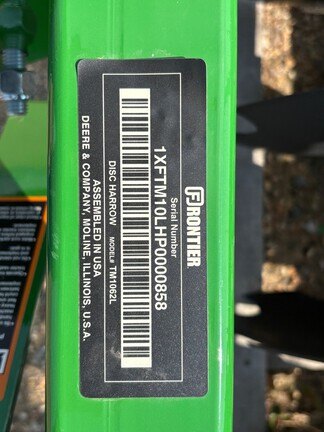 FRONTIER
Serial Number
1XFTM10LHP0000858
DISC HARROW MODEL# TM1062L
ASSEMBLED IN USA
DEERE & COMPANY, MOLINE, ILLINOIS, U.S.A.